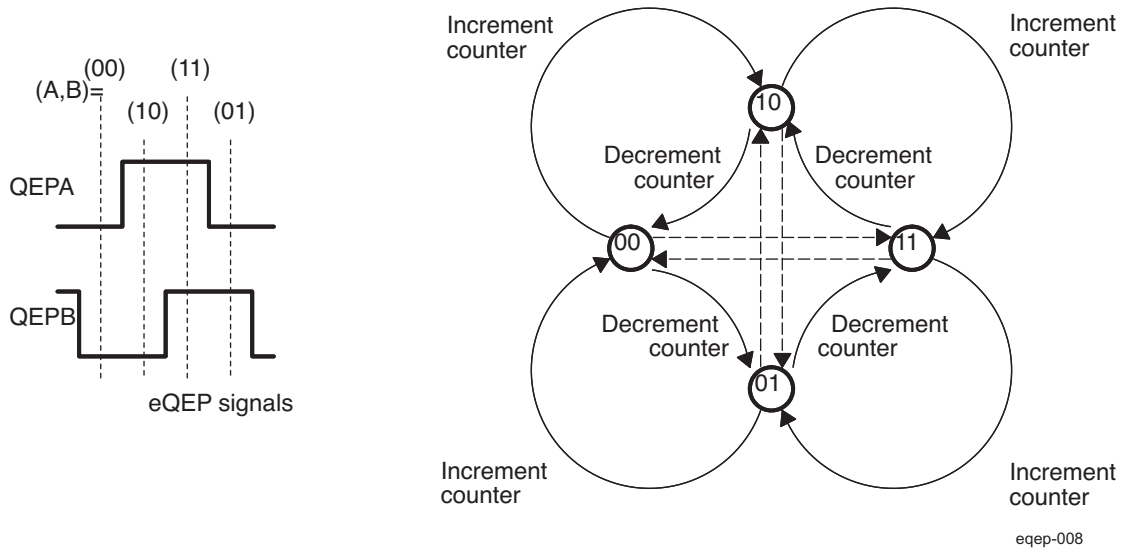 (00)
(11)
(A,B)=
(10)
(01)
QEPA
QEPB
eQEP signals
Increment
counter
Increment
counter
10
Decrement
counter
Decrement
counter
00
11
Decrement
counter
Decrement
counter
01
Increment
counter
Increment
counter
eqep-008